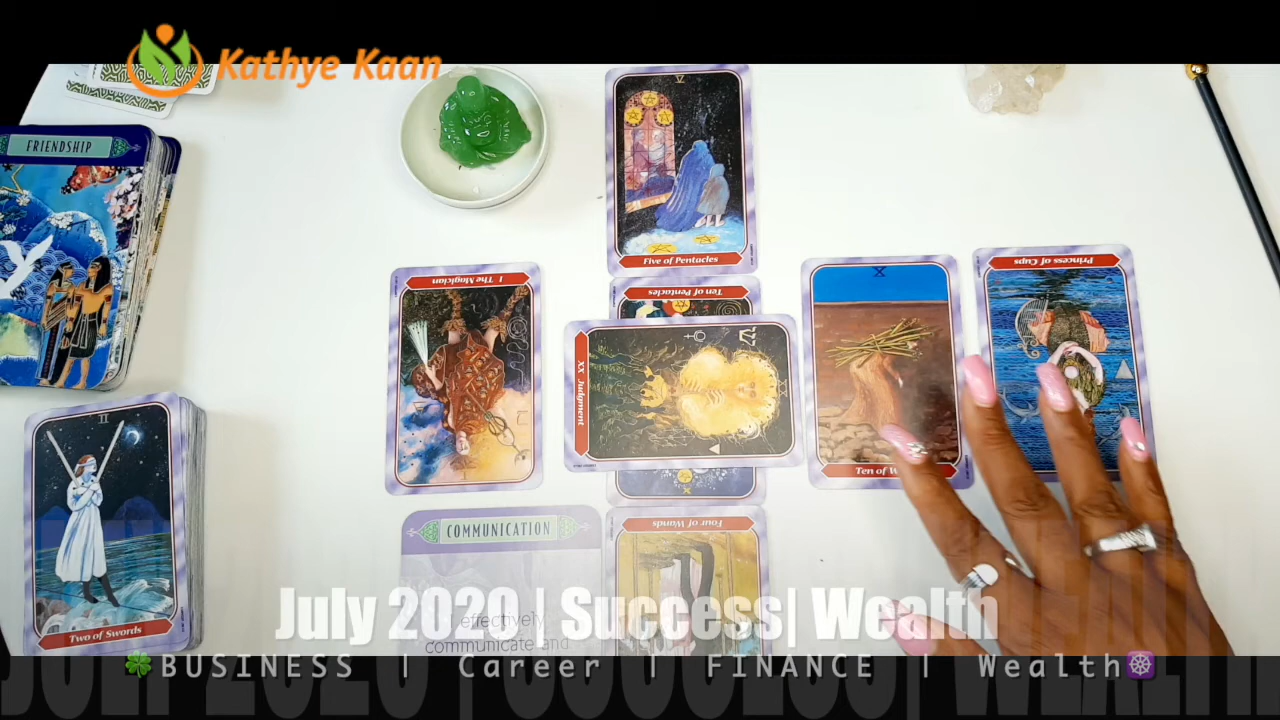 Kathye Kaan
FRIENDSHIP
V
Five of Pentacles
I The Magician
Ten of Pentacles
XX Judgment
X
Ten of W
Princess of Cups
II
Two of Swords
X
COMMUNICATION
effectively
communicate and
Four of Wands
July 2020 | Success| Wealth
BUSINESS | Career | FINANCE | Wealth